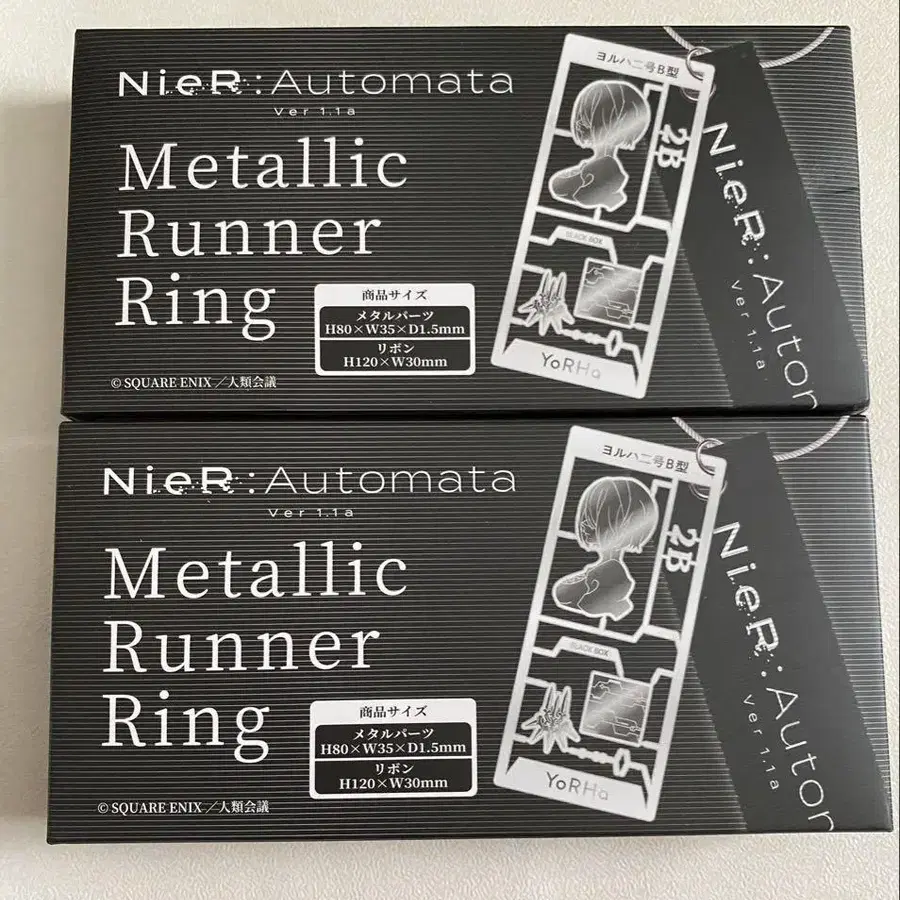 NieR:Automata
Ver 1.1a
Metallic
Runner
Ring
商品サイズ
メタルパーツ
H80×W35×D1.5mm
リボン
H120×W30mm
© SQUARE ENIX／人類会議
ヨルハ二号B型
2B
BLACK BOX
YoRHa
NieR:Autor
Ver 1.1a
NieR:Automata
Ver 1.1a
Metallic
Runner
Ring
商品サイズ
メタルパーツ
H80×W35×D1.5mm
リボン
H120×W30mm
© SQUARE ENIX／人類会議
ヨルハ二号B型
2B
BLACK BOX
YoRHa
NieR:Autor
Ver 1.1a